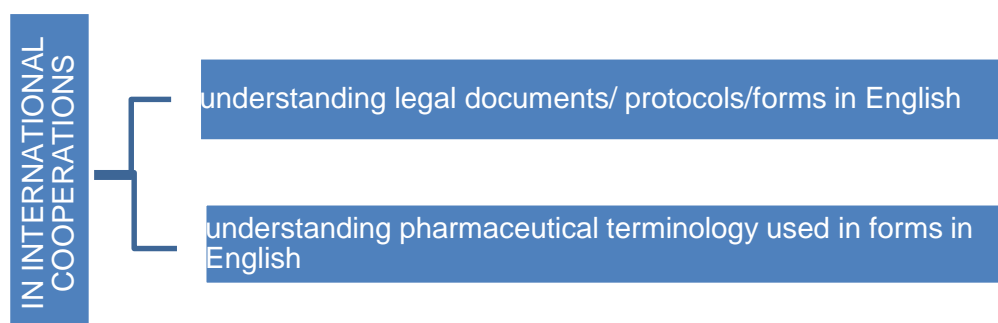 IN INTERNATIONAL
COOPERATIONS
understanding legal documents/ protocols/forms in English
understanding pharmaceutical terminology used in forms in
English